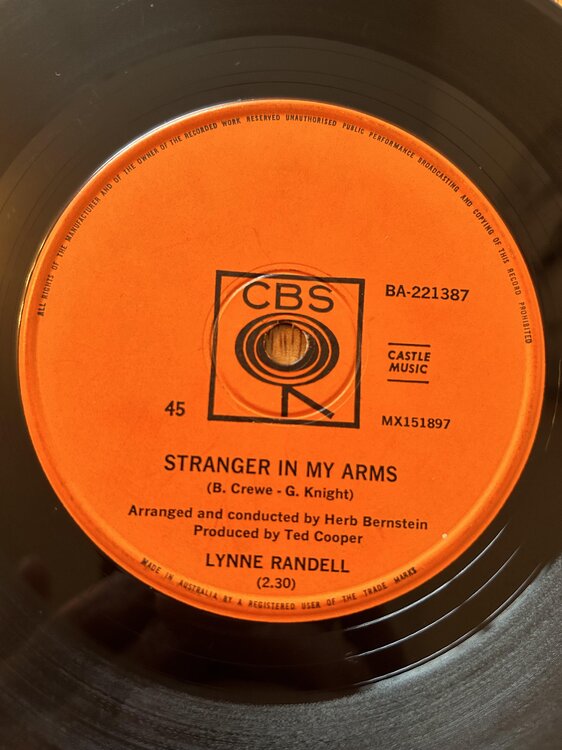 ALL RIGHTS OF THE MANUFACTURER AND OF THE OWNER OF THE RECORDED WORK RESERVED UNAUTHORISED PUBLIC PERFORMANCE BROADCASTING AND COPYING OF THIS RECORD PROHIBITED
CBS
BA-221387
CASTLE
MUSIC
45
MX151897
STRANGER IN MY ARMS
(B. Crewe - G. Knight)
Arranged and conducted by Herb Bernstein
Produced by Ted Cooper
LYNNE RANDELL
(2.30)
MADE IN AUSTRALIA BY A REGISTERED USER OF THE TRADE MARKS